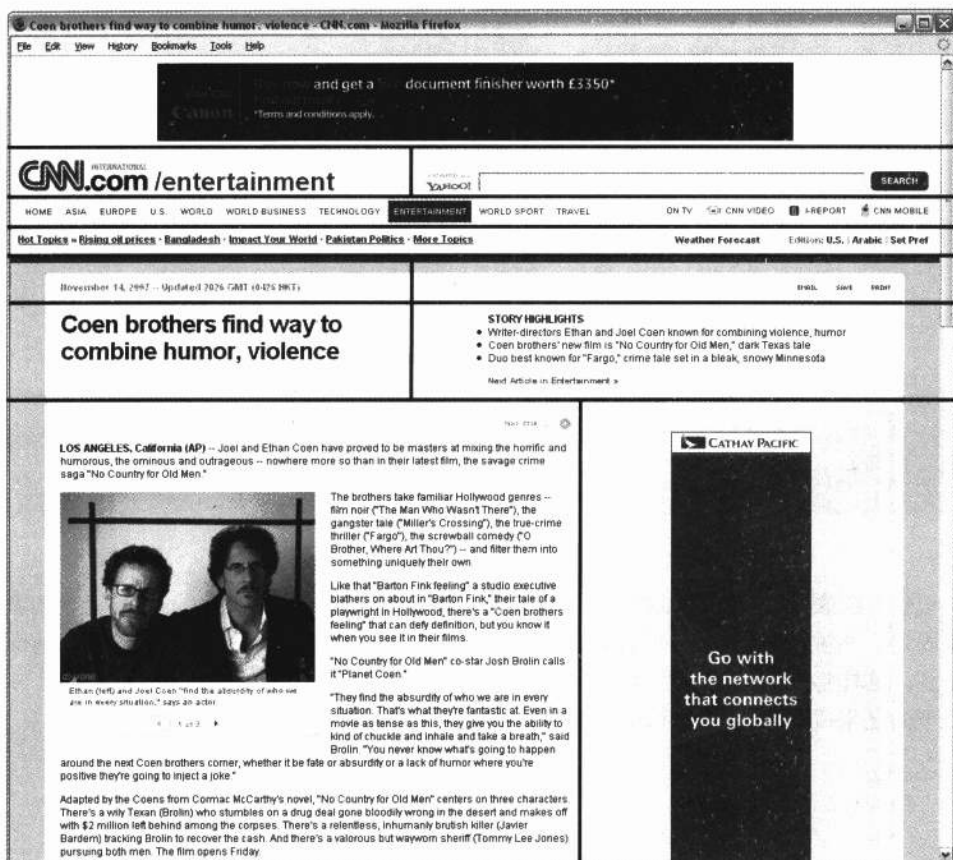 Coen brothers find way to combine humor, violence - CNN.com - Mozilla Firefox
File Edit View History Bookmarks Tools Help
and get a document finisher worth £3350*
Canon *Terms and conditions apply.
INTERNATIONAL
CNN.com /entertainment
YAHOO! SEARCH
HOME ASIA EUROPE U.S. WORLD WORLD BUSINESS TECHNOLOGY ENTERTAINMENT WORLD SPORT TRAVEL ON TV CNN VIDEO I-REPORT CNN MOBILE
Hot Topics » Rising oil prices · Bangladesh · Impact Your World · Pakistan Politics · More Topics Weather Forecast Edition: U.S. | Arabic | Set Pref
November 14, 2007 -- Updated 2026 GMT (0426 HKT) EMAIL SAVE PRINT
Coen brothers find way to
combine humor, violence
STORY HIGHLIGHTS
• Writer-directors Ethan and Joel Coen known for combining violence, humor
• Coen brothers' new film is "No Country for Old Men," dark Texas tale
• Duo best known for "Fargo," crime tale set in a bleak, snowy Minnesota
Next Article in Entertainment »
LOS ANGELES, California (AP) -- Joel and Ethan Coen have proved to be masters at mixing the horrific and
humorous, the ominous and outrageous -- nowhere more so than in their latest film, the savage crime
saga "No Country for Old Men."
The brothers take familiar Hollywood genres --
film noir ("The Man Who Wasn't There"), the
gangster tale ("Miller's Crossing"), the true-crime
thriller ("Fargo"), the screwball comedy ("O
Brother, Where Art Thou?") -- and filter them into
something uniquely their own.
Like that "Barton Fink feeling" a studio executive
blathers on about in "Barton Fink," their tale of a
playwright in Hollywood, there's a "Coen brothers
feeling" that can defy definition, but you know it
when you see it in their films.
"No Country for Old Men" co-star Josh Brolin calls
it "Planet Coen."
Ethan (left) and Joel Coen "find the absurdity of who we
are in every situation," says an actor.
1 of 3
"They find the absurdity of who we are in every
situation. That's what they're fantastic at. Even in a
movie as tense as this, they give you the ability to
kind of chuckle and inhale and take a breath," said
Brolin. "You never know what's going to happen
around the next Coen brothers corner, whether it be fate or absurdity or a lack of humor where you're
positive they're going to inject a joke."
Adapted by the Coens from Cormac McCarthy's novel, "No Country for Old Men" centers on three characters.
There's a wily Texan (Brolin) who stumbles on a drug deal gone bloodily wrong in the desert and makes off
with $2 million left behind among the corpses. There's a relentless, inhumanly brutish killer (Javier
Bardem) tracking Brolin to recover the cash. And there's a valorous but wayworn sheriff (Tommy Lee Jones)
pursuing both men. The film opens Friday.
CATHAY PACIFIC
Go with
the network
that connects
you globally